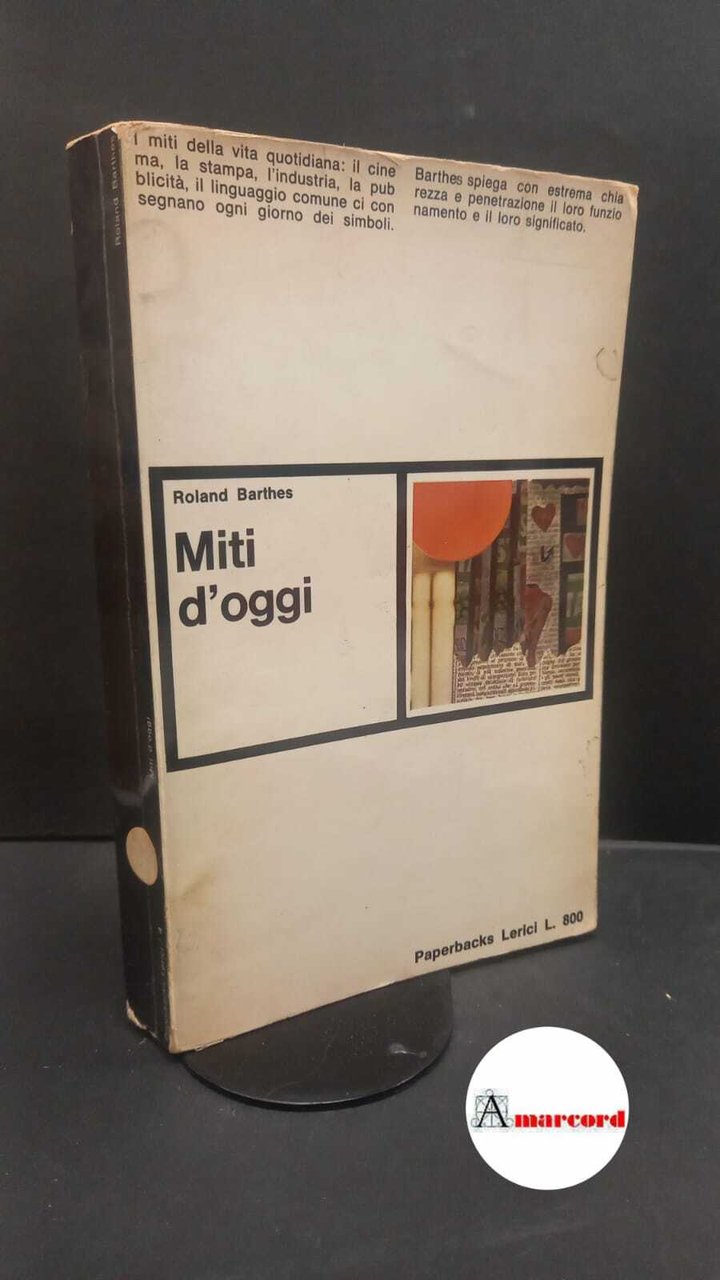 I miti della vita quotidiana: il cine
ma, la stampa, l'industria, la pub
blicità, il linguaggio comune ci con
segnano ogni giorno dei simboli.
Barthes spiega con estrema chia
rezza e penetrazione il loro funzio
namento e il loro significato.
Roland Barthes
Miti
d'oggi
Paperbacks Lerici L. 800
Roland Barthes
Miti d'oggi
Amarcord